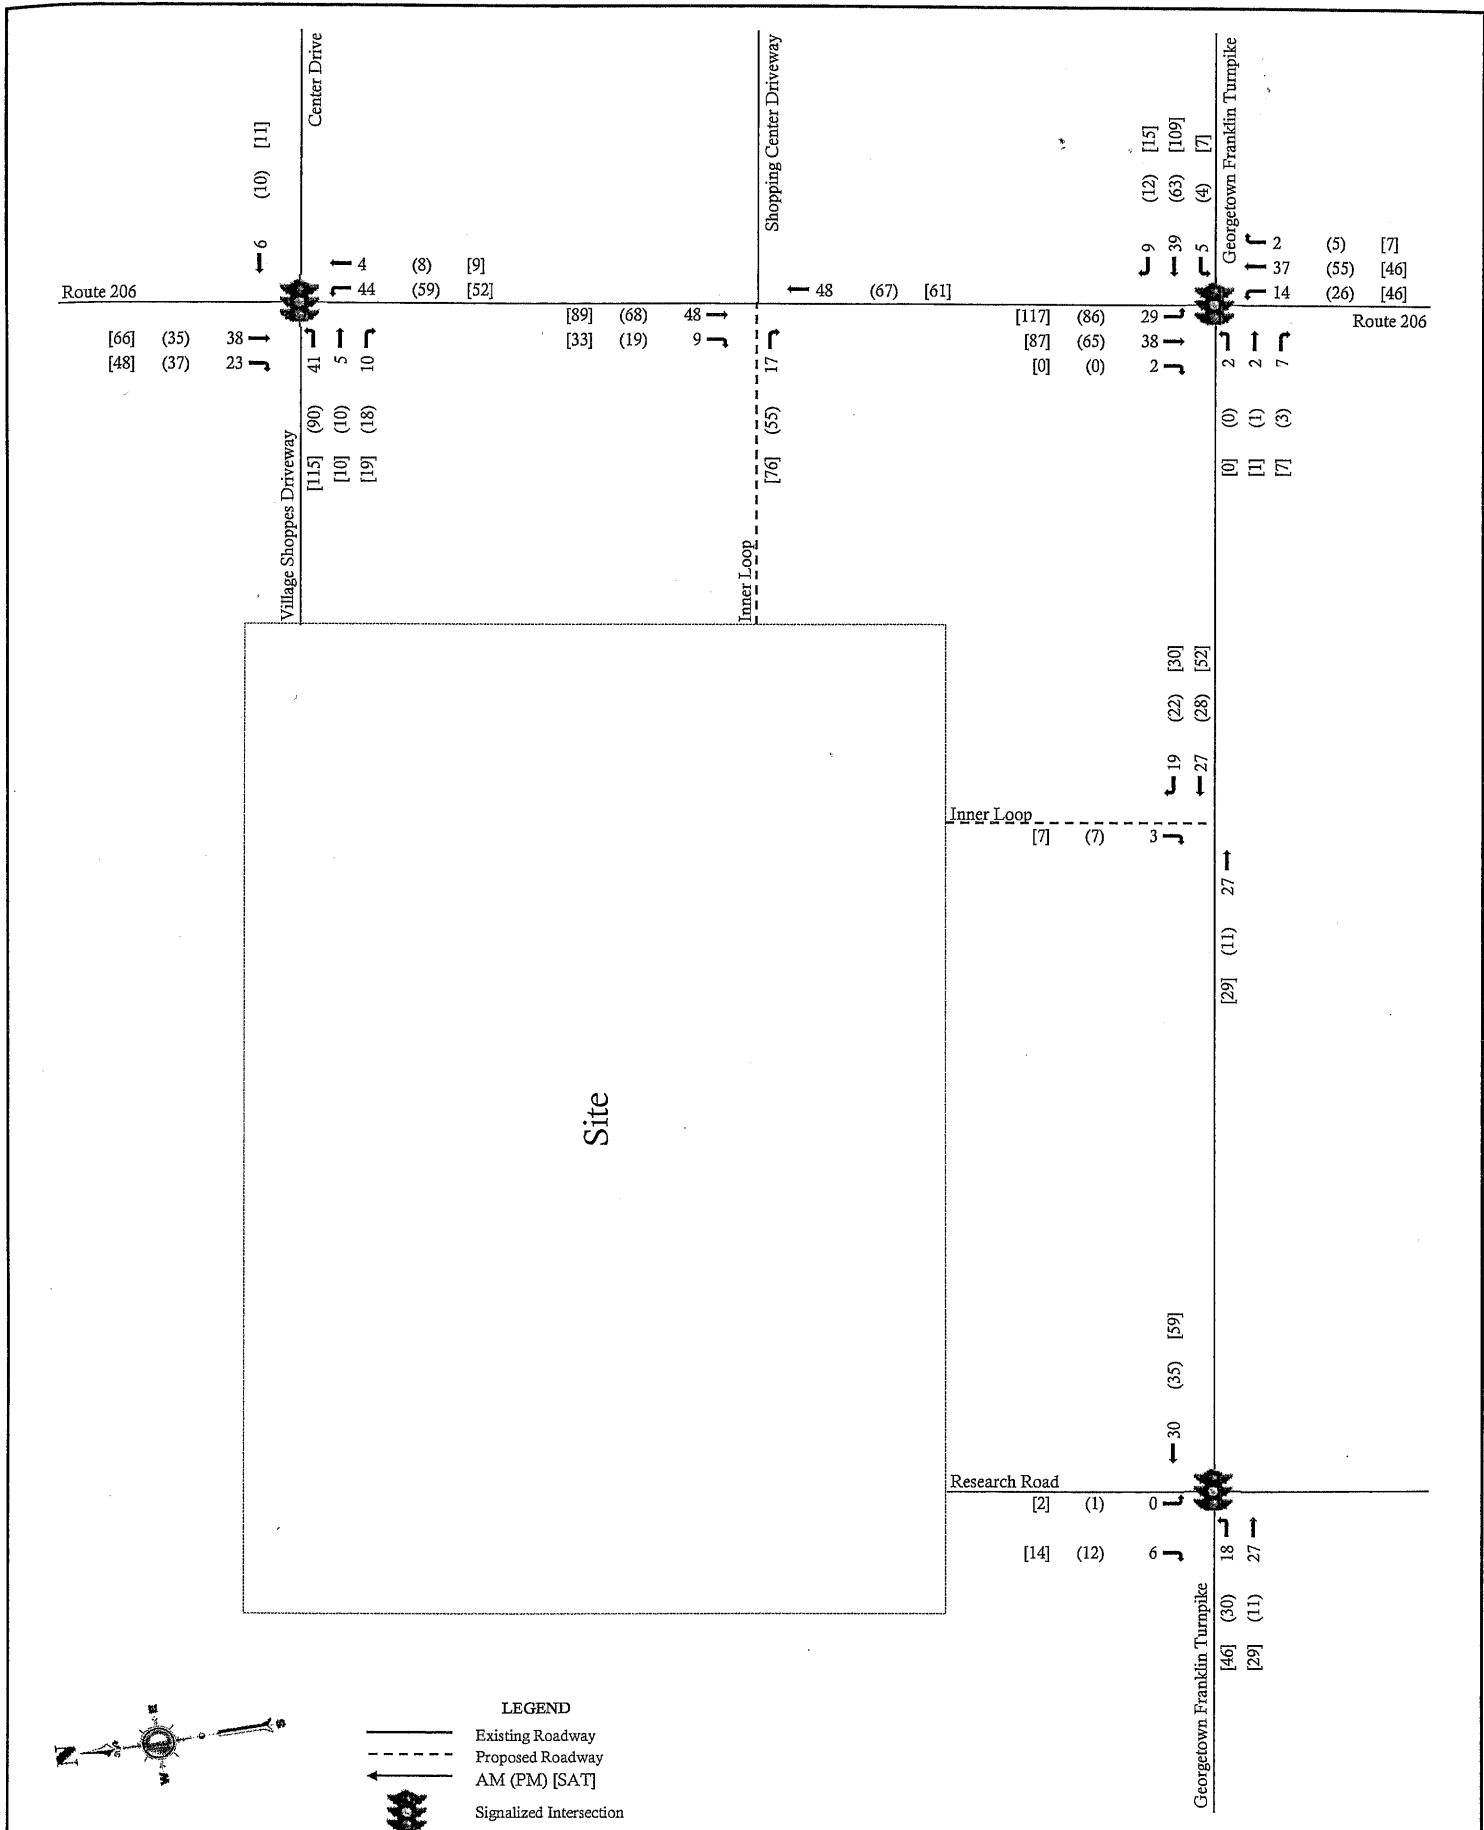 Center Drive
Shopping Center Driveway
Georgetown Franklin Turnpike
6 (10) [11]
9 (12) [15]
39 (63) [109]
5 (4) [7]
Route 206
4 (8) [9]
44 (59) [52]
48 (67) [61]
2 (5) [7]
37 (55) [46]
14 (26) [46]
Route 206
[66] (35) 38
[48] (37) 23
[89] (68) 48
[33] (19) 9
[117] (86) 29
[87] (65) 38
[0] (0) 2
Village Shoppes Driveway
[115] (90) 41
[10] (10) 5
[19] (18) 10
Inner Loop
[76] (55) 17
[0] (0) 2
[1] (1) 2
[7] (3) 7
19 (22) [30]
27 (28) [52]
Inner Loop
[7] (7) 3
[29] (11) 27
Site
30 (35) [59]
Research Road
[2] (1) 0
[14] (12) 6
Georgetown Franklin Turnpike
[46] (30) 18
[29] (11) 27
N
E
S
W
LEGEND
Existing Roadway
Proposed Roadway
AM (PM) [SAT]
Signalized Intersection